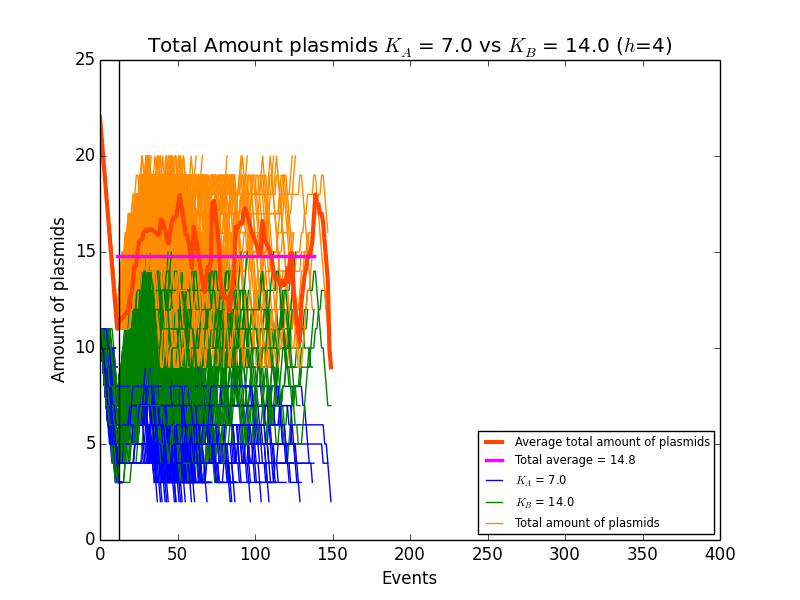 Total Amount plasmids K_A = 7.0 vs K_B = 14.0 (h=4)
25
20
15
10
5
0
Amount of plasmids
0 50 100 150 200 250 300 350 400
Events
Average total amount of plasmids
Total average = 14.8
K_A = 7.0
K_B = 14.0
Total amount of plasmids